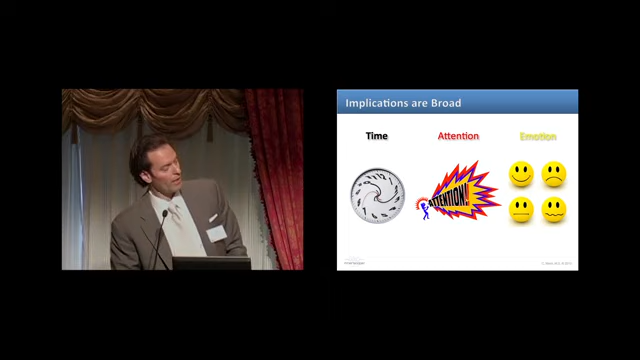 Implications are Broad
Time
Attention
Emotion
ATTENTION!